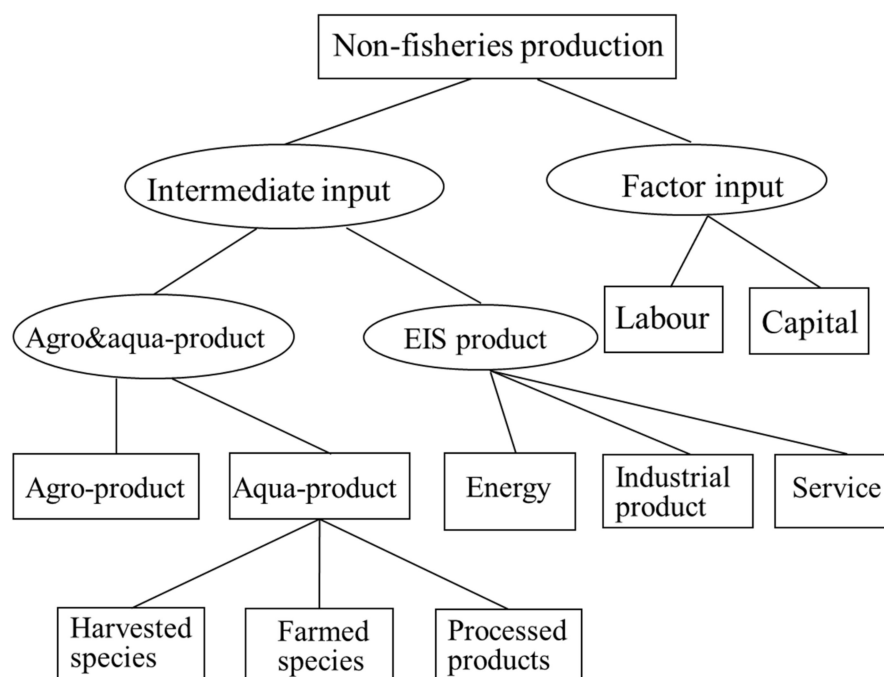 Non-fisheries production
Intermediate input
Factor input
Agro&aqua-product
EIS product
Labour
Capital
Agro-product
Aqua-product
Energy
Industrial
product
Service
Harvested
species
Farmed
species
Processed
products